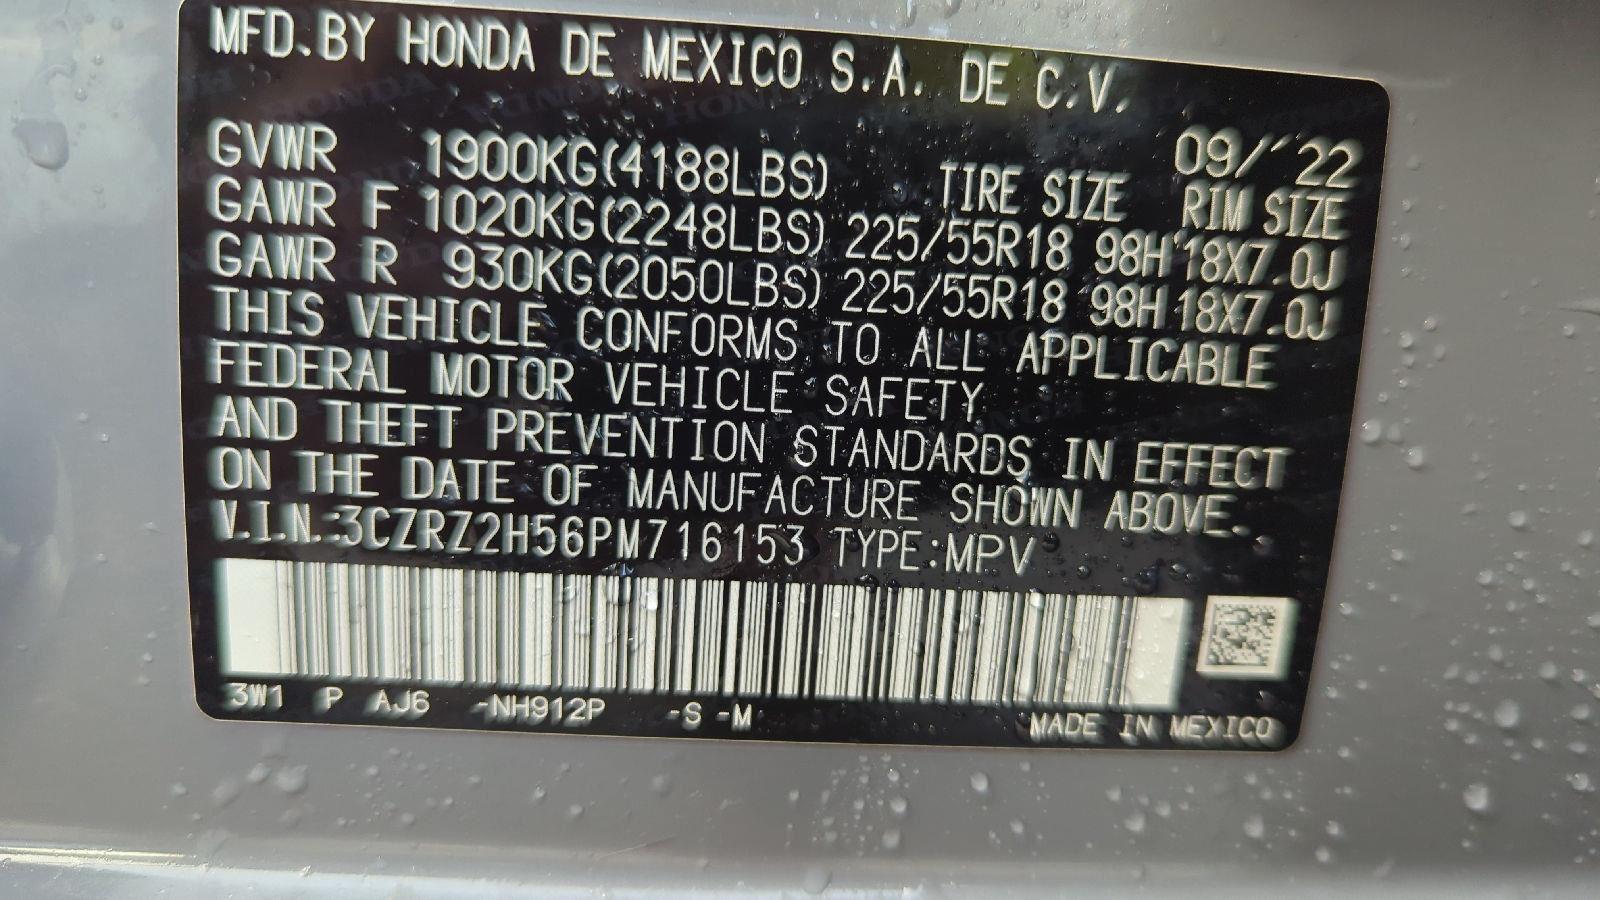 MFD.BY HONDA DE MEXICO S.A. DE C.V.
09/'22
GVWR 1900KG(4188LBS) TIRE SIZE RIM SIZE
GAWR F 1020KG(2248LBS) 225/55R18 98H 18X7.0J
GAWR R 930KG(2050LBS) 225/55R18 98H 18X7.0J
THIS VEHICLE CONFORMS TO ALL APPLICABLE
FEDERAL MOTOR VEHICLE SAFETY
AND THEFT PREVENTION STANDARDS IN EFFECT
ON THE DATE OF MANUFACTURE SHOWN ABOVE.
V.I.N.:3CZRZ2H56PM716153 TYPE:MPV
3W1 P AJ6 -NH912P -S -M
MADE IN MEXICO